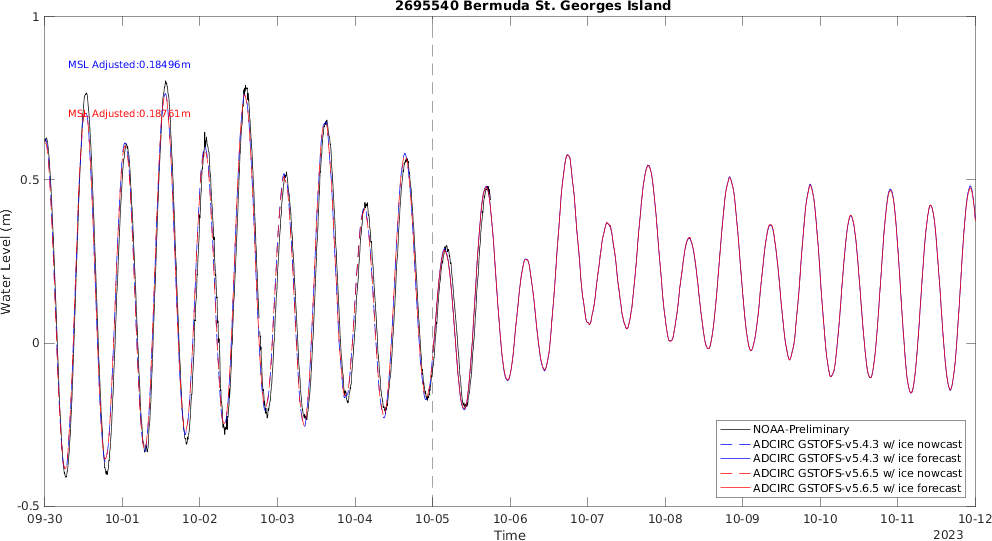 2695540 Bermuda St. Georges Island
1
MSL Adjusted:0.18496m
MSL Adjusted:0.18761m
0.5
Water Level (m)
0
NOAA-Preliminary
ADCIRC GSTOFS-v5.4.3 w/ ice nowcast
ADCIRC GSTOFS-v5.4.3 w/ ice forecast
ADCIRC GSTOFS-v5.6.5 w/ ice nowcast
ADCIRC GSTOFS-v5.6.5 w/ ice forecast
-0.5
09-30 10-01 10-02 10-03 10-04 10-05 10-06 10-07 10-08 10-09 10-10 10-11 10-12
Time
2023